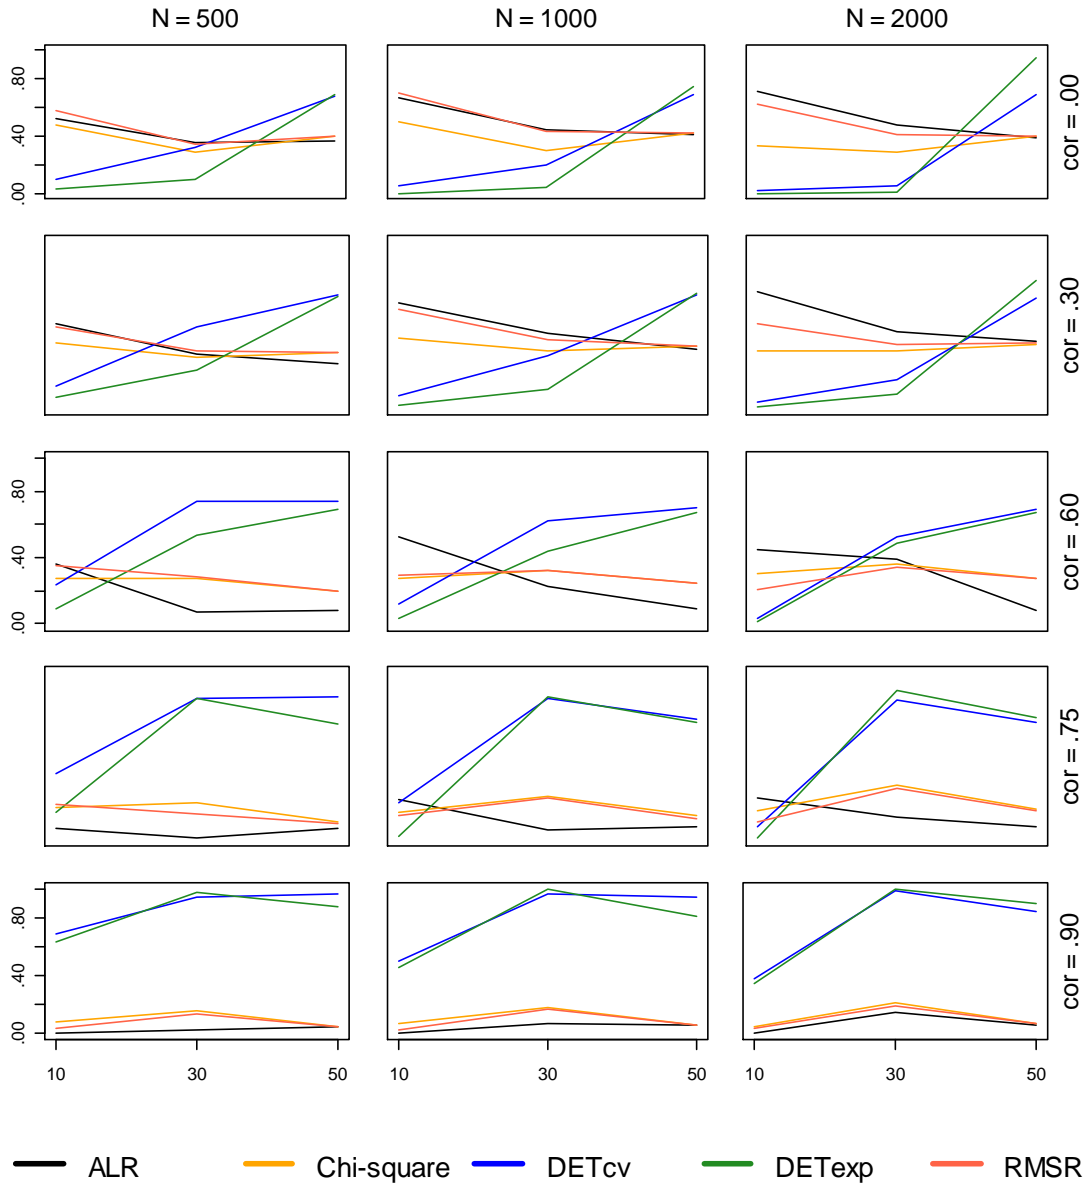 N = 500 N = 1000 N = 2000
.00 .40 .80
cor = .00
cor = .30
.00 .40 .80
cor = .60
cor = .75
.00 .40 .80
cor = .90
10 30 50 10 30 50 10 30 50
ALR Chi-square DETcv DETexp RMSR